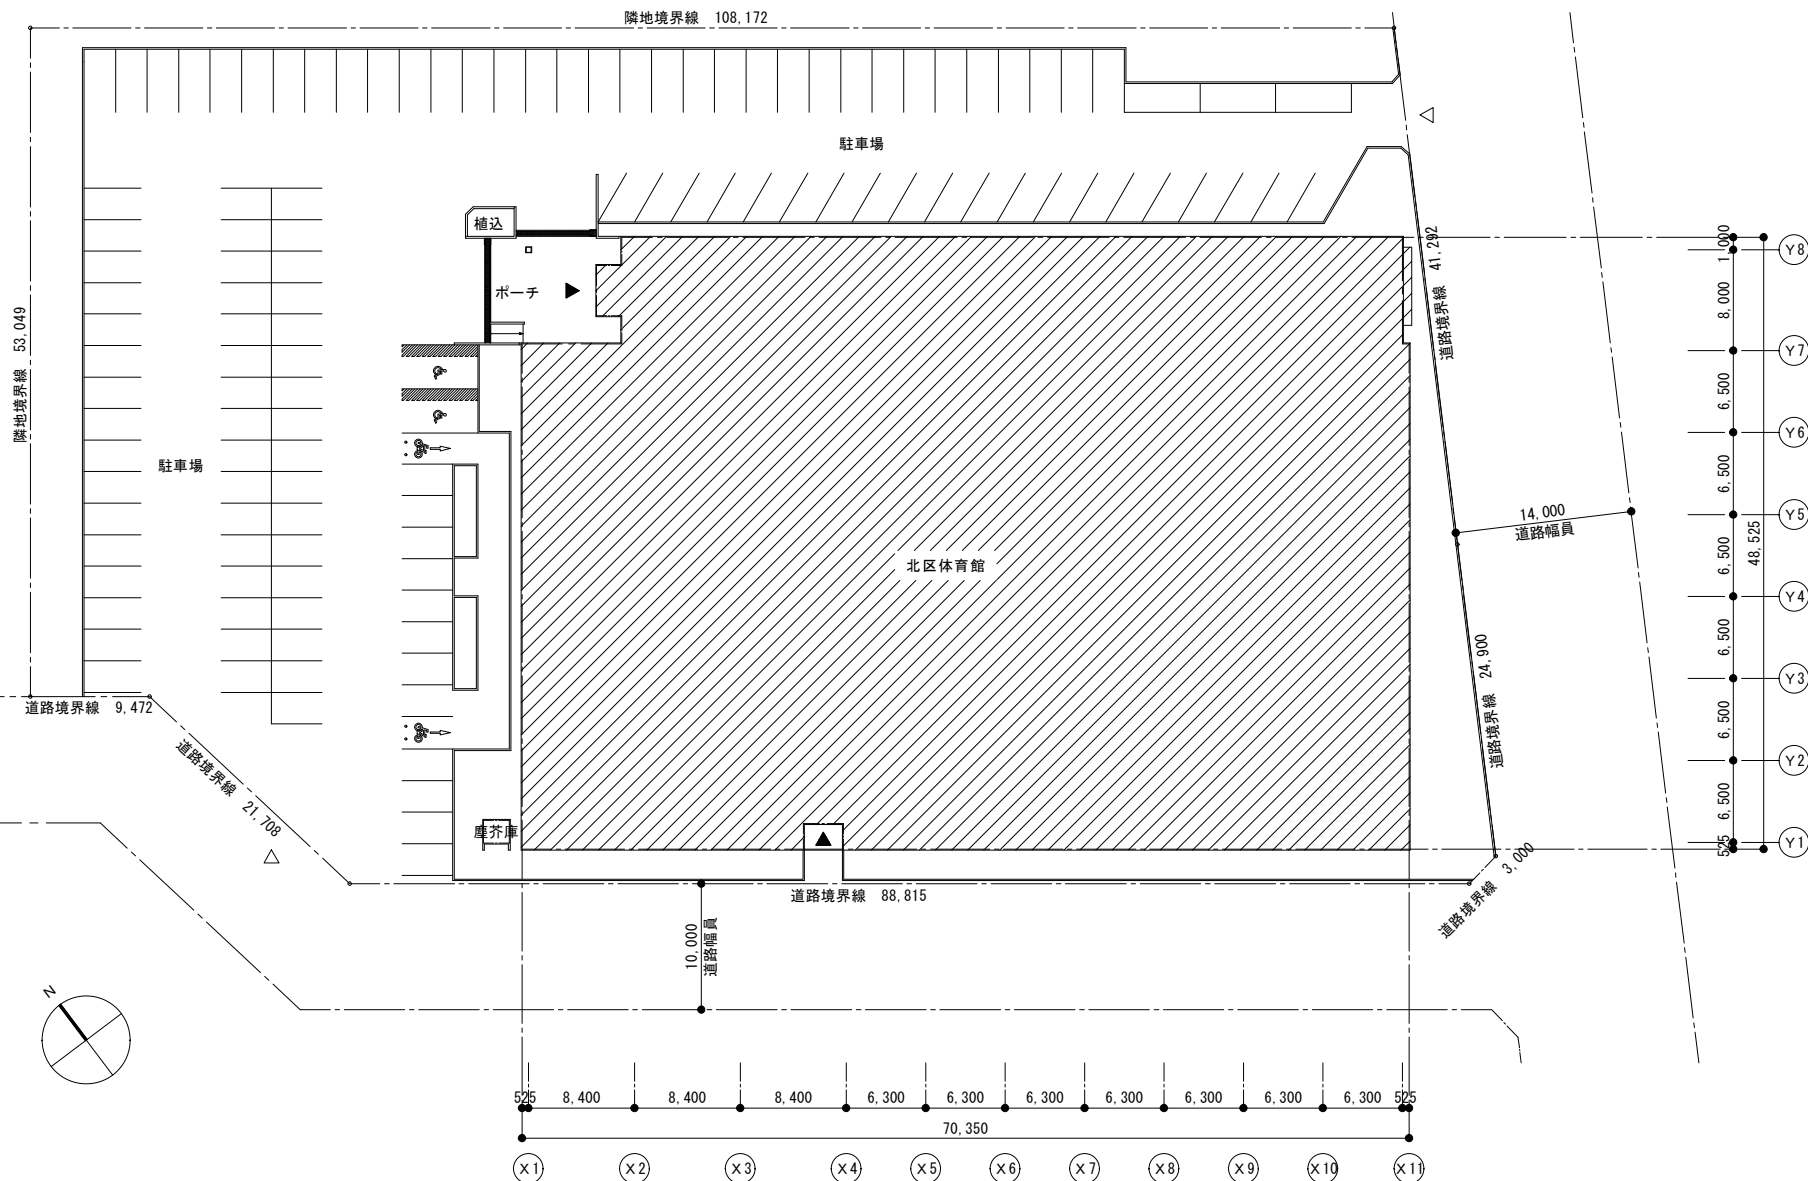 隣地境界線 108,172
駐車場
植込
ポーチ
隣地境界線 53,049
駐車場
北区体育館
道路境界線 41,292
14,000
道路幅員
道路境界線 24,900
道路境界線 9,472
道路境界線 21,708
塵芥庫
道路境界線 88,815
道路境界線 3,000
10,000
道路幅員
N
1,000
8,000
6,500
6,500
6,500
6,500
6,500
6,500
525
48,525
Y8
Y7
Y6
Y5
Y4
Y3
Y2
Y1
525 8,400 8,400 8,400 6,300 6,300 6,300 6,300 6,300 6,300 6,300 525
70,350
X1 X2 X3 X4 X5 X6 X7 X8 X9 X10 X11